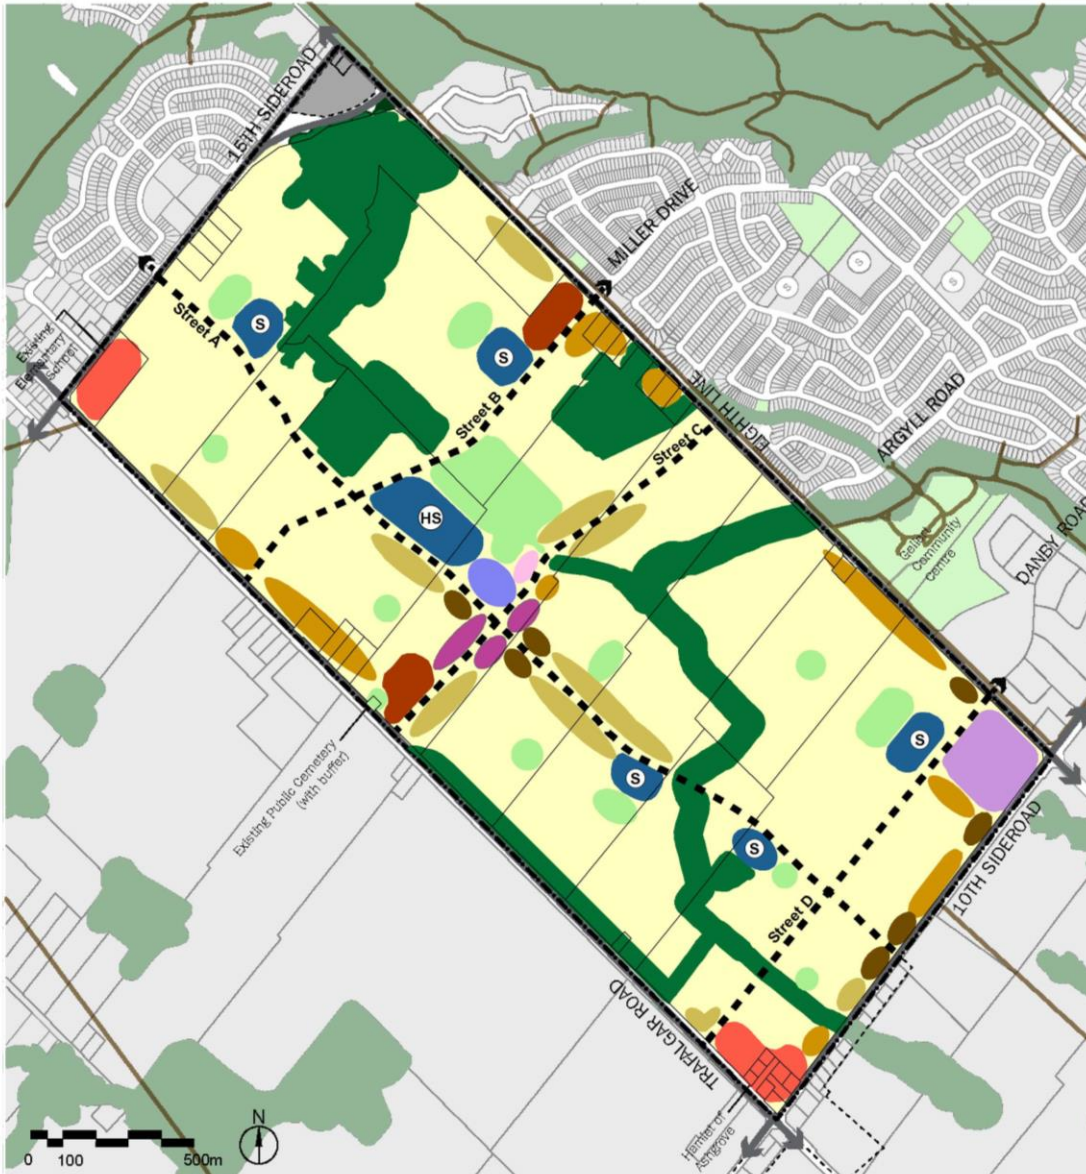 15TH SIDEROAD
MILLER DRIVE
S
S
S
Existing
Elementary
School
Street A
S
S
Street B
EIGHTH LINE
Street C
ARGYLL ROAD
HS
Gellert
Community
Centre
DANBY ROAD
Existing Public Cemetery
(with buffer)
S
S
S
10TH SIDEROAD
Street D
TRAFALGAR ROAD
Hamlet of
Ashgrove
N
0 100 500m